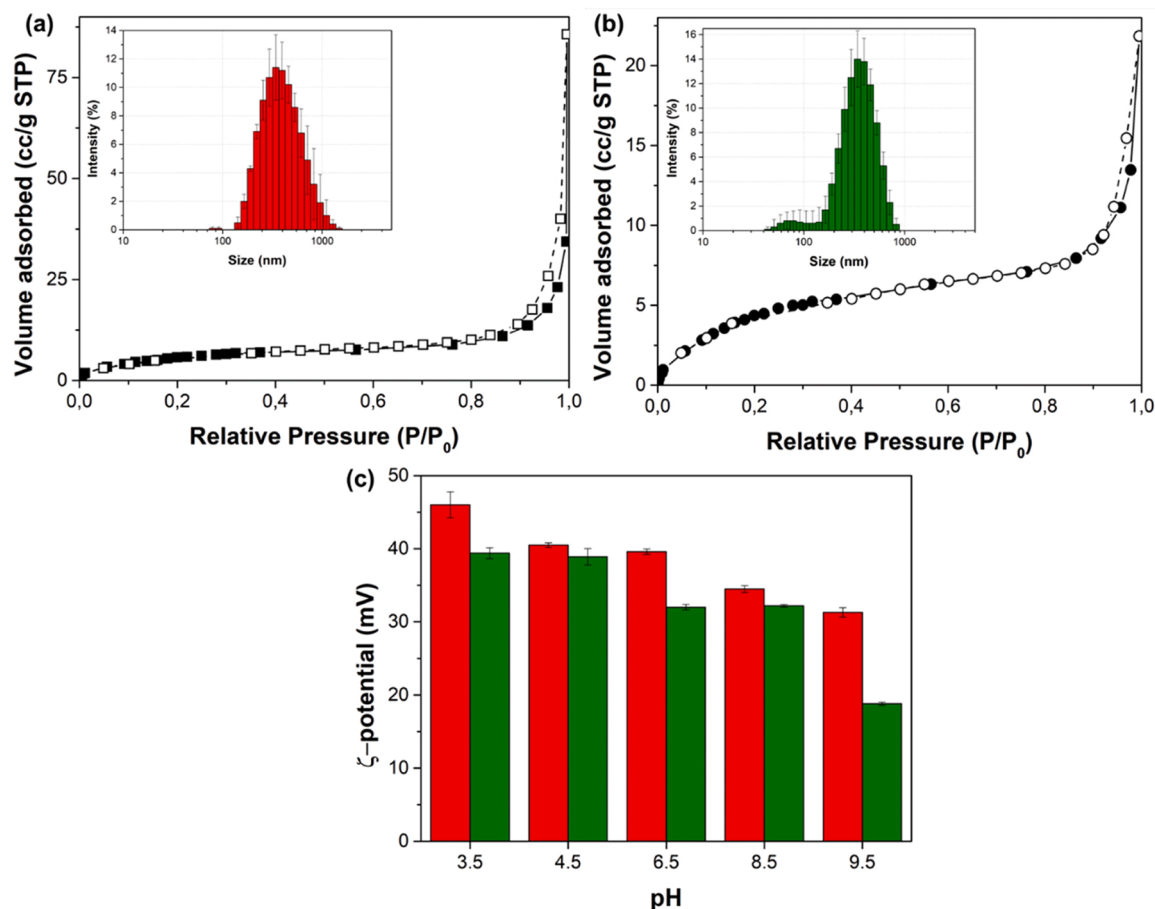 (a)
Volume adsorbed (cc/g STP)
75
50
25
0
0,0 0,2 0,4 0,6 0,8 1,0
Relative Pressure (P/P₀)
Intensity (%)
14
12
10
8
6
4
2
0
10 100 1000
Size (nm)
(b)
Volume adsorbed (cc/g STP)
20
15
10
5
0
0,0 0,2 0,4 0,6 0,8 1,0
Relative Pressure (P/P₀)
Intensity (%)
16
14
12
10
8
6
4
2
0
10 100 1000
Size (nm)
(c)
ζ–potential (mV)
50
40
30
20
10
0
3.5 4.5 6.5 8.5 9.5
pH